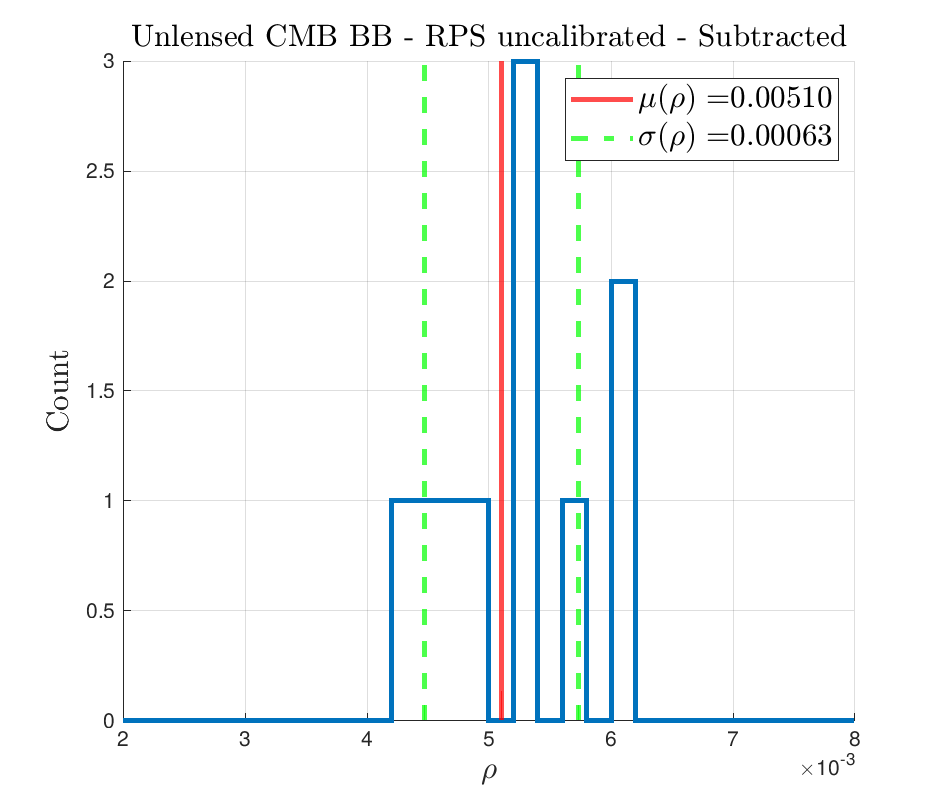 Unlensed CMB BB - RPS uncalibrated - Subtracted
μ(ρ) =0.00510
σ(ρ) =0.00063
3
2.5
2
1.5
1
0.5
0
Count
2 3 4 5 6 7 8
×10-3
ρ